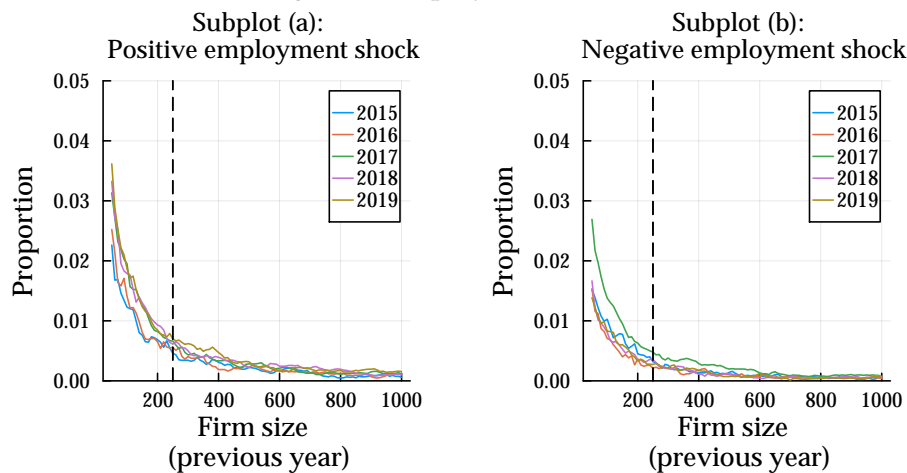 Subplot (a):
Positive employment shock
0.05
0.04
0.03
0.02
0.01
0.00
Proportion
2015
2016
2017
2018
2019
200 400 600 800 1000
Firm size
(previous year)
Subplot (b):
Negative employment shock
0.05
0.04
0.03
0.02
0.01
0.00
Proportion
2015
2016
2017
2018
2019
200 400 600 800 1000
Firm size
(previous year)